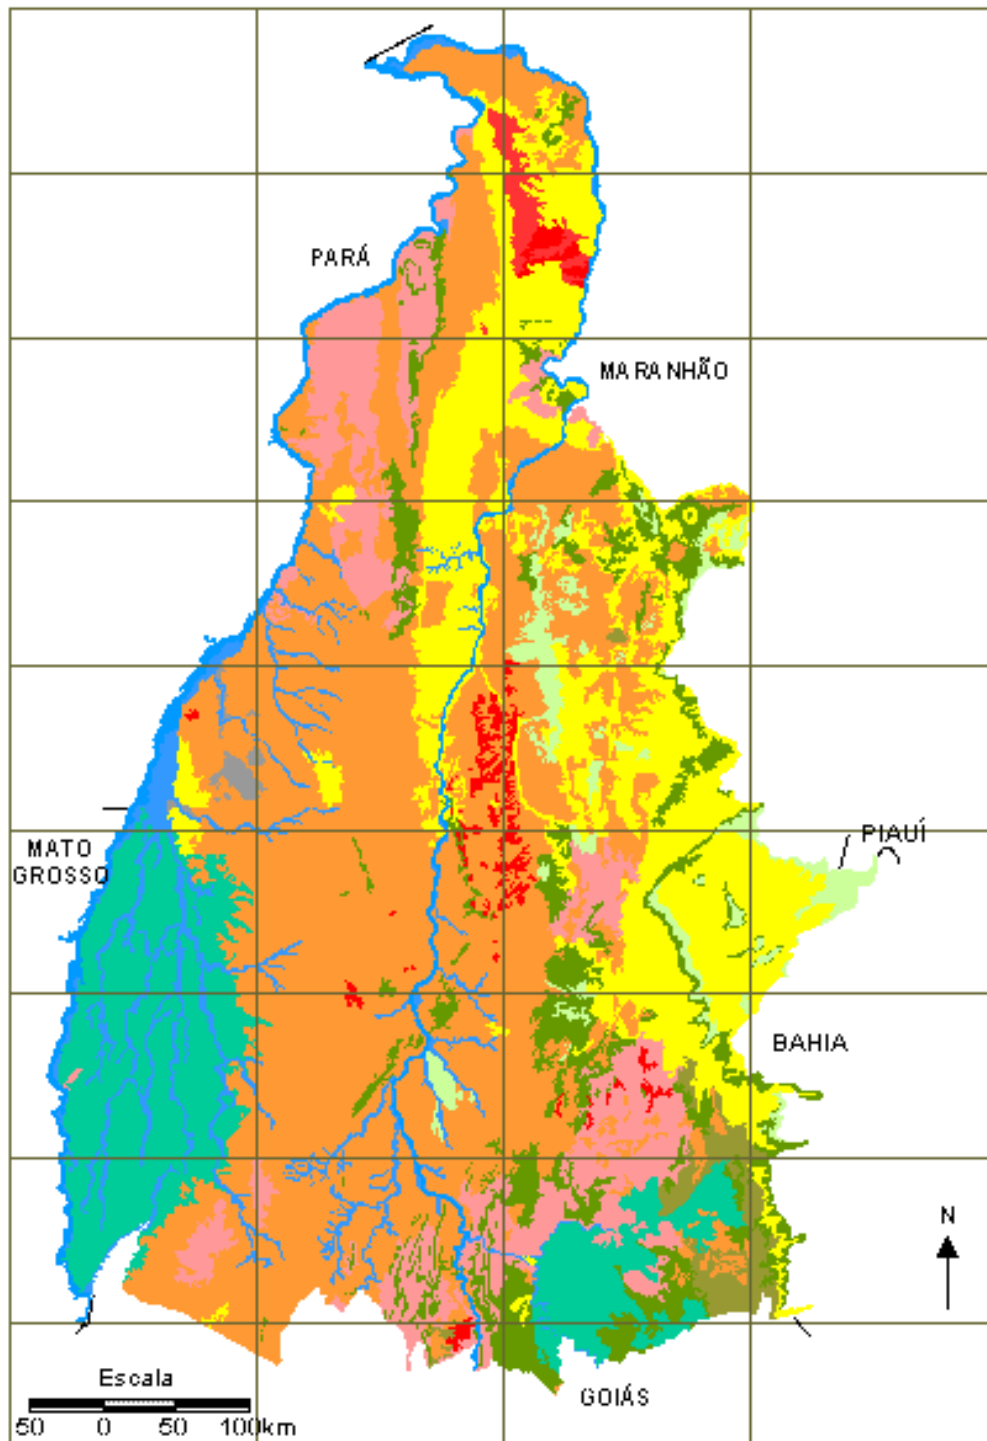 PARÁ
MARANHÃO
PIAUÍ
MATO
GROSSO
BAHIA
N
Escala
50 0 50 100km
GOIÁS